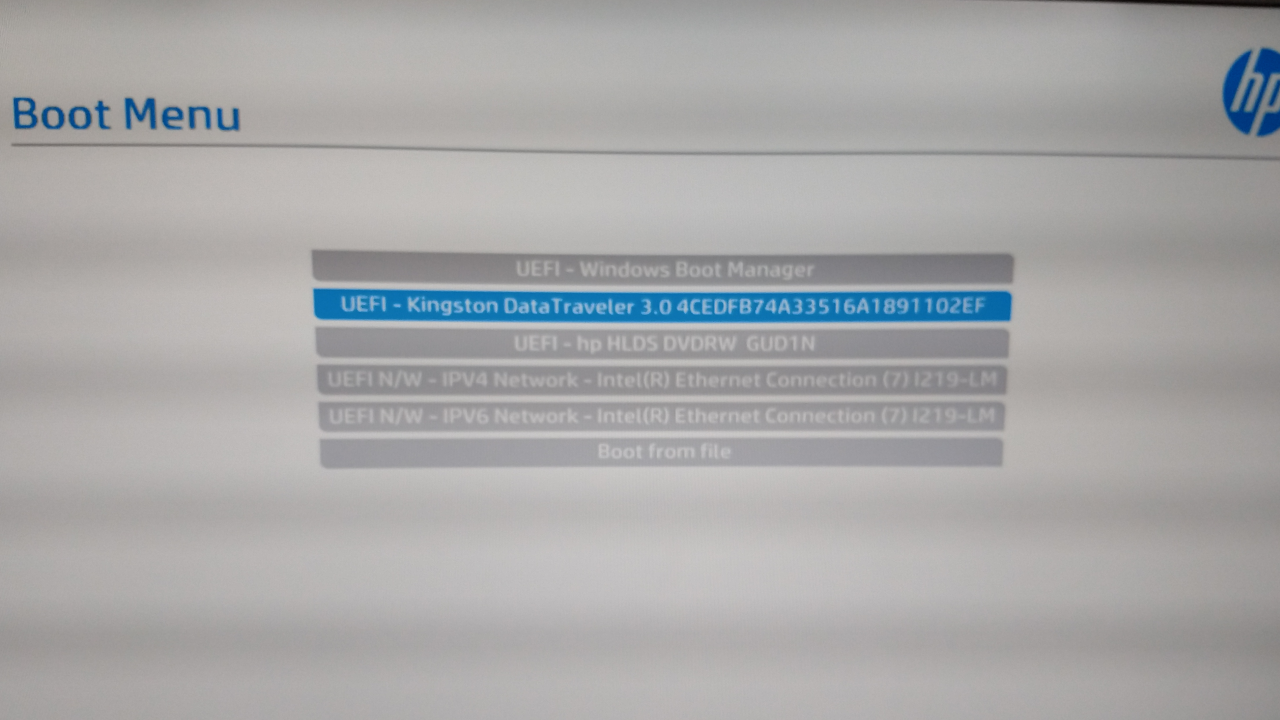 Boot Menu
hp
UEFI - Windows Boot Manager
UEFI - Kingston DataTraveler 3.0 4CEDFB74A33516A1891102EF
UEFI - hp HLDS DVDRW  GUD1N
UEFI N/W - IPV4 Network - Intel(R) Ethernet Connection (7) I219-LM
UEFI N/W - IPV6 Network - Intel(R) Ethernet Connection (7) I219-LM
Boot from file